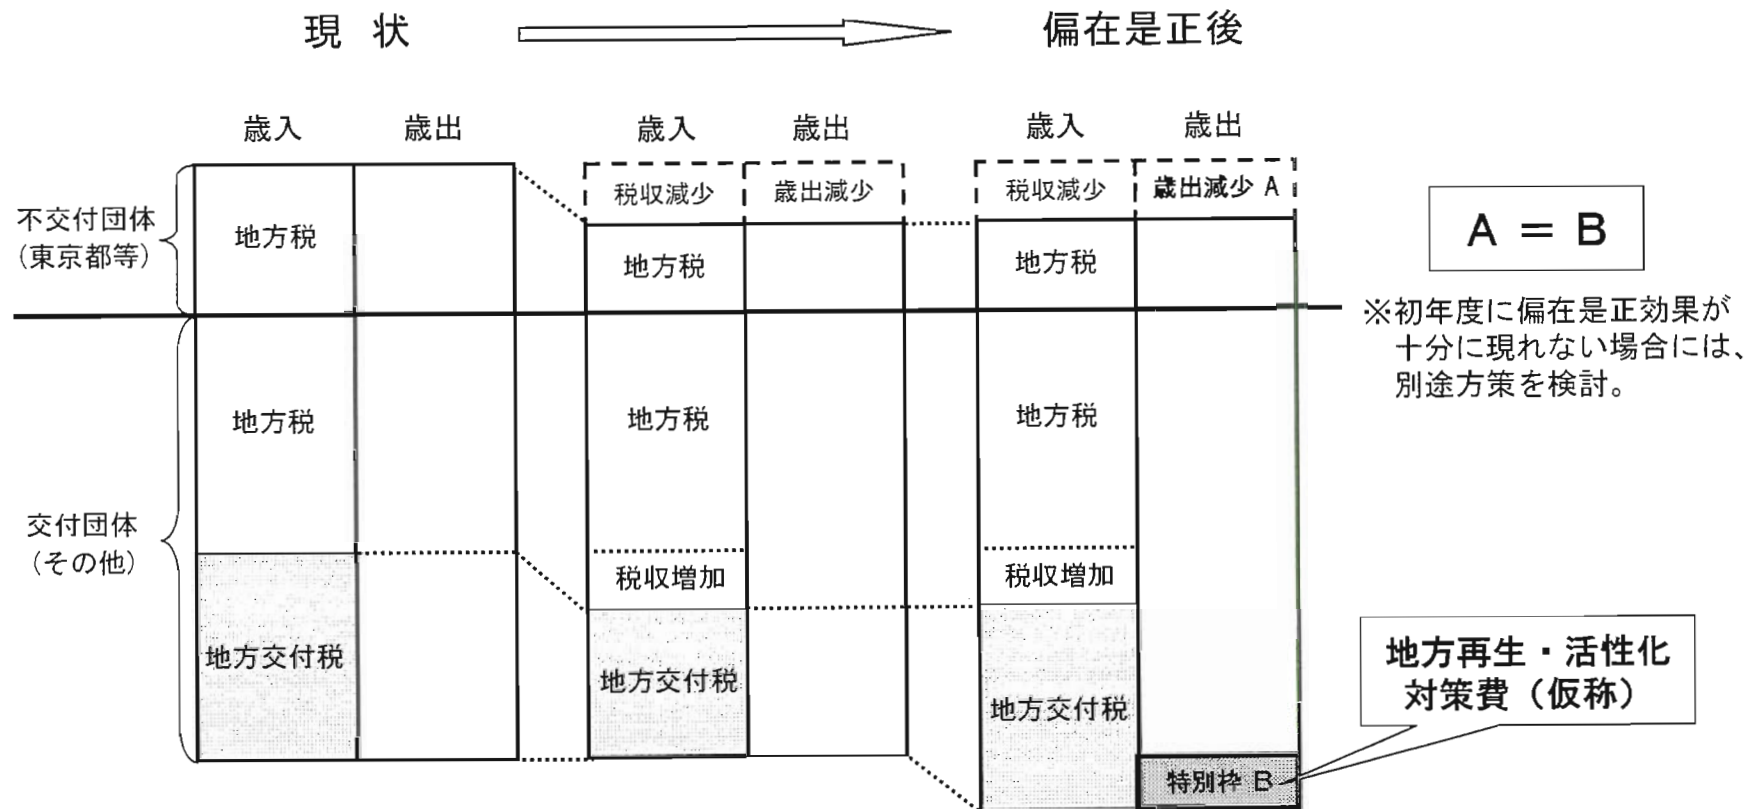 現 状
偏在是正後
歳入
歳出
歳入
歳出
歳入
歳出
不交付団体
(東京都等)
地方税
税収減少
歳出減少
地方税
税収減少
歳出減少 A
地方税
A = B
※初年度に偏在是正効果が
十分に現れない場合には、
別途方策を検討。
交付団体
(その他)
地方税
地方交付税
地方税
税収増加
地方交付税
地方税
税収増加
地方交付税
特別枠 B
地方再生・活性化
対策費(仮称)